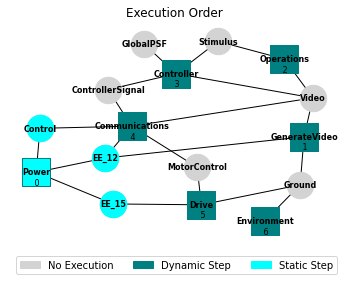 Execution Order
GlobalPSF
Stimulus
Operations
2
Controller
3
ControllerSignal
Video
Control
Communications
4
GenerateVideo
1
EE_12
MotorControl
Power
0
Ground
EE_15
Drive
5
Environment
6
No Execution
Dynamic Step
Static Step